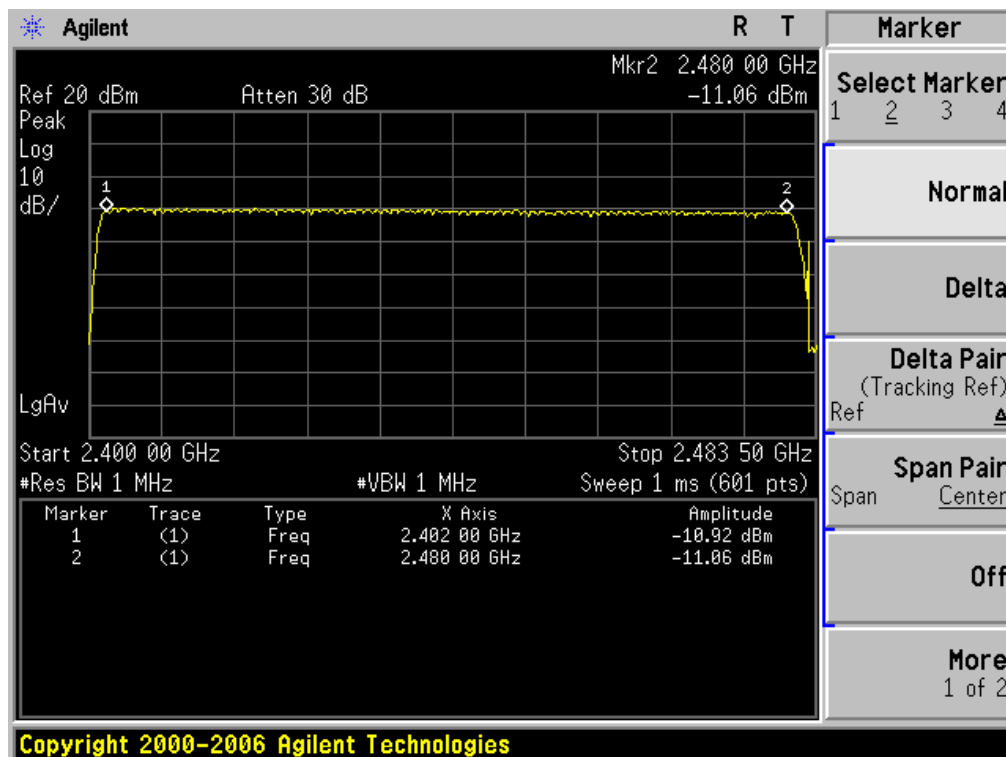 Agilent
R T
Mkr2 2.480 00 GHz
Ref 20 dBm Atten 30 dB -11.06 dBm
Peak
Log
10
dB/
1
2
LgAv
Start 2.400 00 GHz Stop 2.483 50 GHz
#Res BW 1 MHz #VBW 1 MHz Sweep 1 ms (601 pts)
Marker Trace Type X Axis Amplitude
1 (1) Freq 2.402 00 GHz -10.92 dBm
2 (1) Freq 2.480 00 GHz -11.06 dBm
Marker
Select Marker
1 2 3 4
Normal
Delta
Delta Pair
(Tracking Ref)
Ref Δ
Span Pair
Span Center
Off
More
1 of 2
Copyright 2000-2006 Agilent Technologies